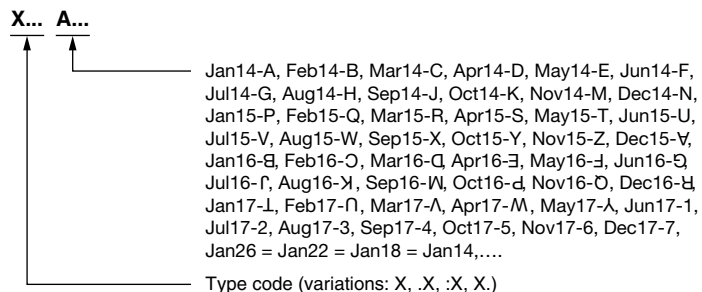 X... A...
Jan14-A, Feb14-B, Mar14-C, Apr14-D, May14-E, Jun14-F,
Jul14-G, Aug14-H, Sep14-J, Oct14-K, Nov14-M, Dec14-N,
Jan15-P, Feb15-Q, Mar15-R, Apr15-S, May15-T, Jun15-U,
Jul15-V, Aug15-W, Sep15-X, Oct15-Y, Nov15-Z, Dec15-Ɐ,
Jan16-ᗺ, Feb16-Ɔ, Mar16-ᗡ, Apr16-Ǝ, May16-Ⅎ, Jun16-⅁,
Jul16-Ր, Aug16-ꓘ, Sep16-ꟽ, Oct16-Ԁ, Nov16-Ò, Dec16-ᴚ,
Jan17-⊥, Feb17-∩, Mar17-Λ, Apr17-ʍ, May17-⅄, Jun17-1,
Jul17-2, Aug17-3, Sep17-4, Oct17-5, Nov17-6, Dec17-7,
Jan26 = Jan22 = Jan18 = Jan14,....
Type code (variations: X, .X, :X, X.)